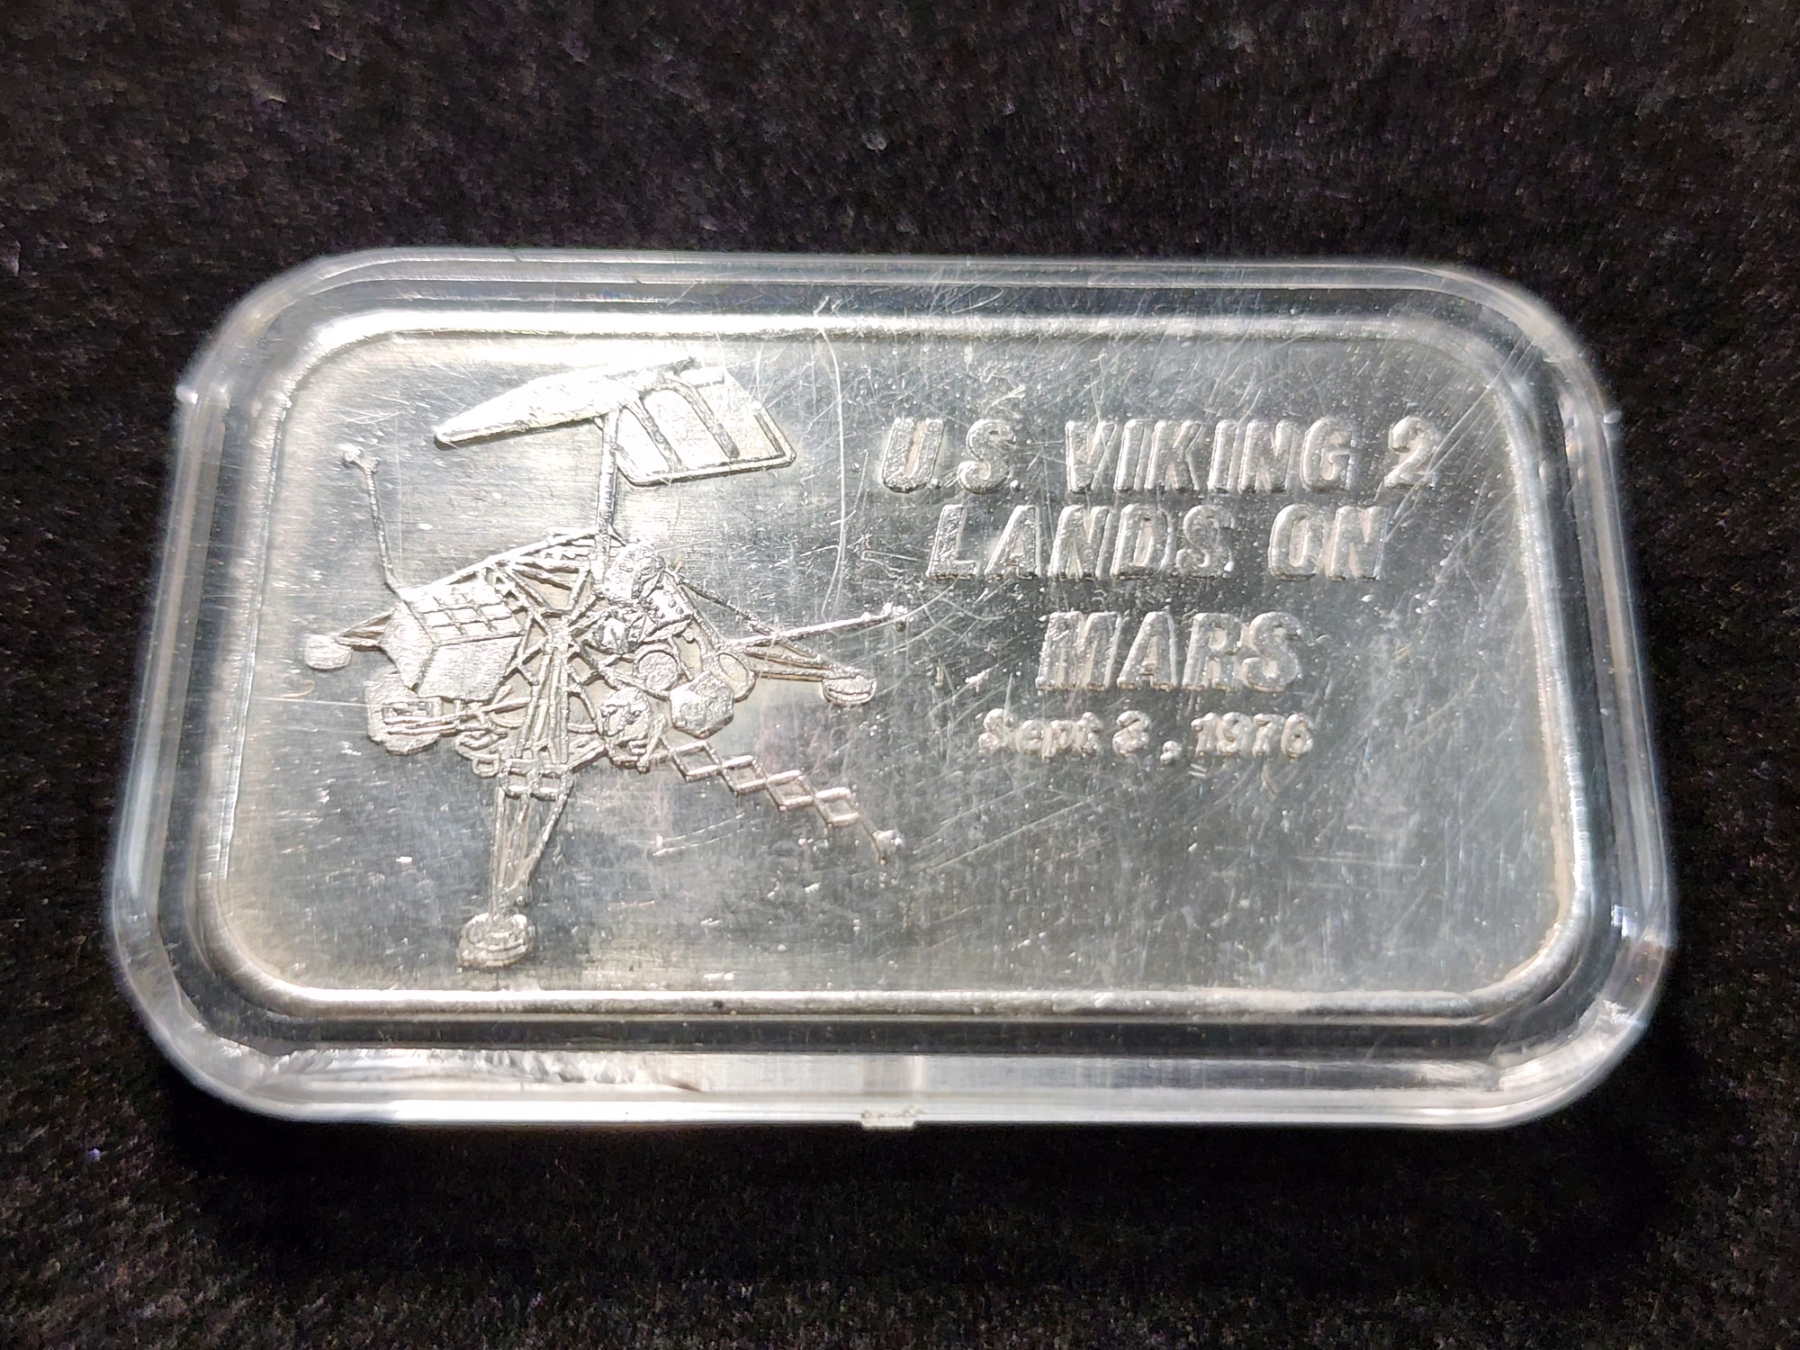 U.S. VIKING 2
LANDS ON
MARS
Sept 3, 1976